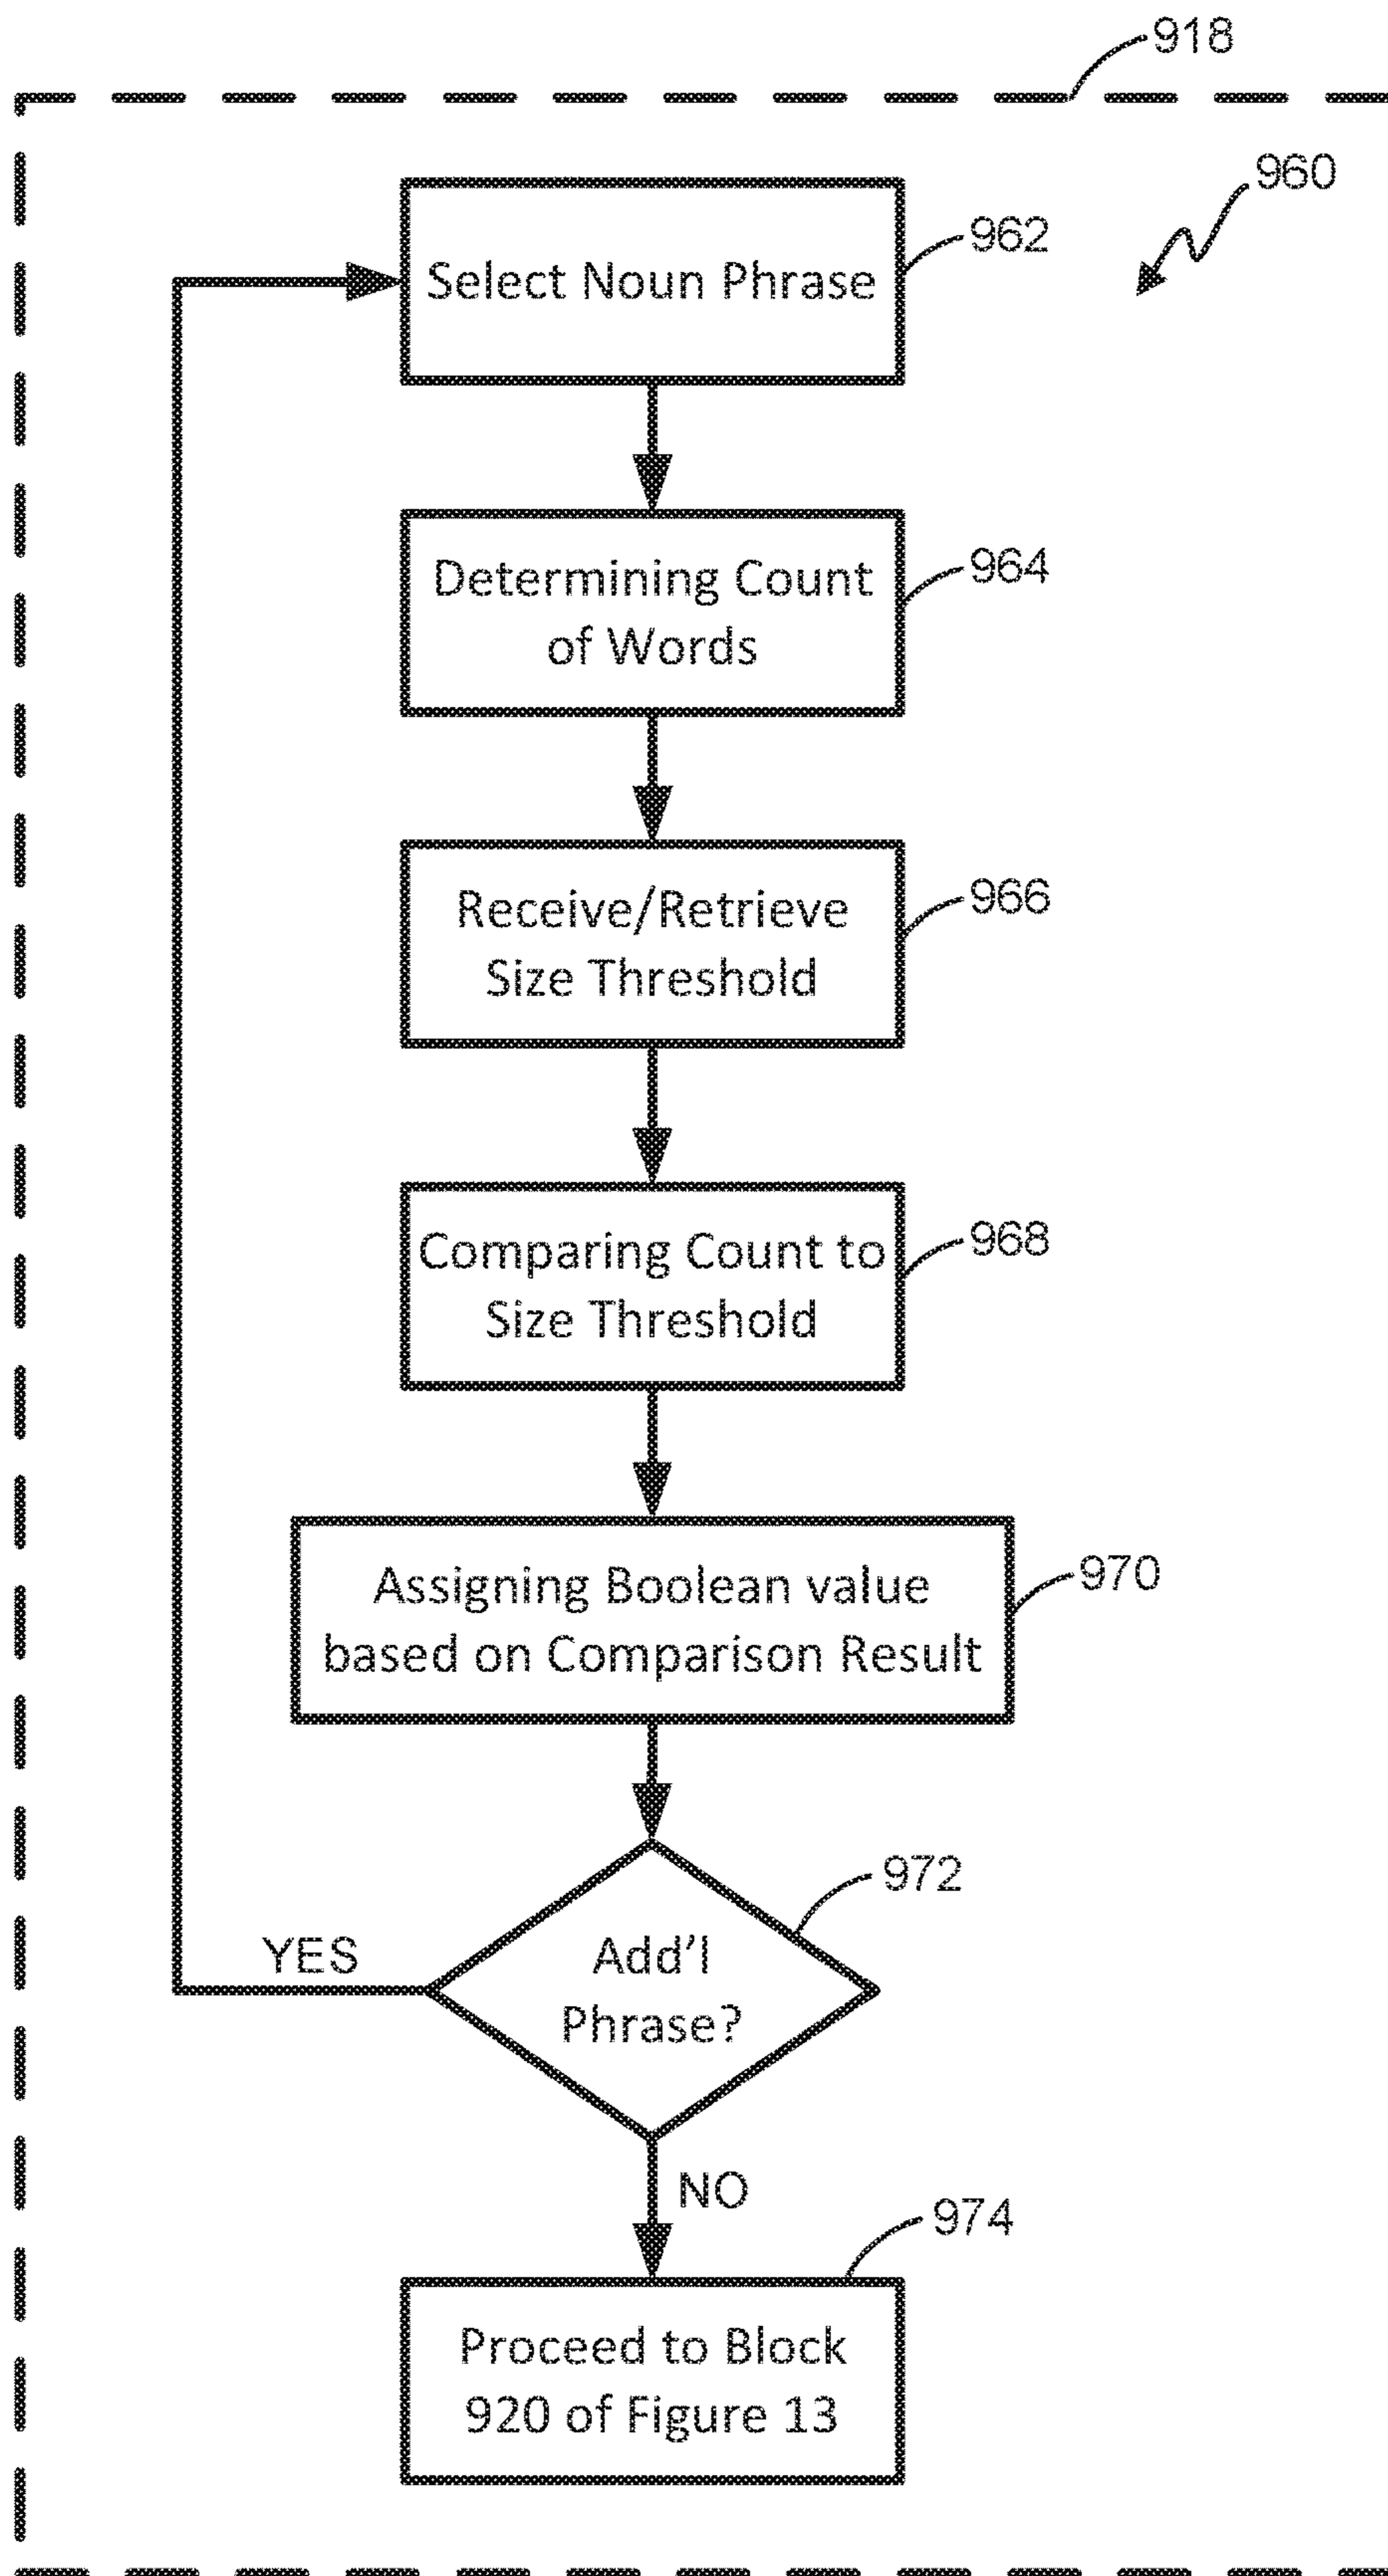 918
960
962
Select Noun Phrase
964
Determining Count
of Words
966
Receive/Retrieve
Size Threshold
968
Comparing Count to
Size Threshold
970
Assigning Boolean value
based on Comparison Result
972
YES
Add'l
Phrase?
NO
974
Proceed to Block
920 of Figure 13